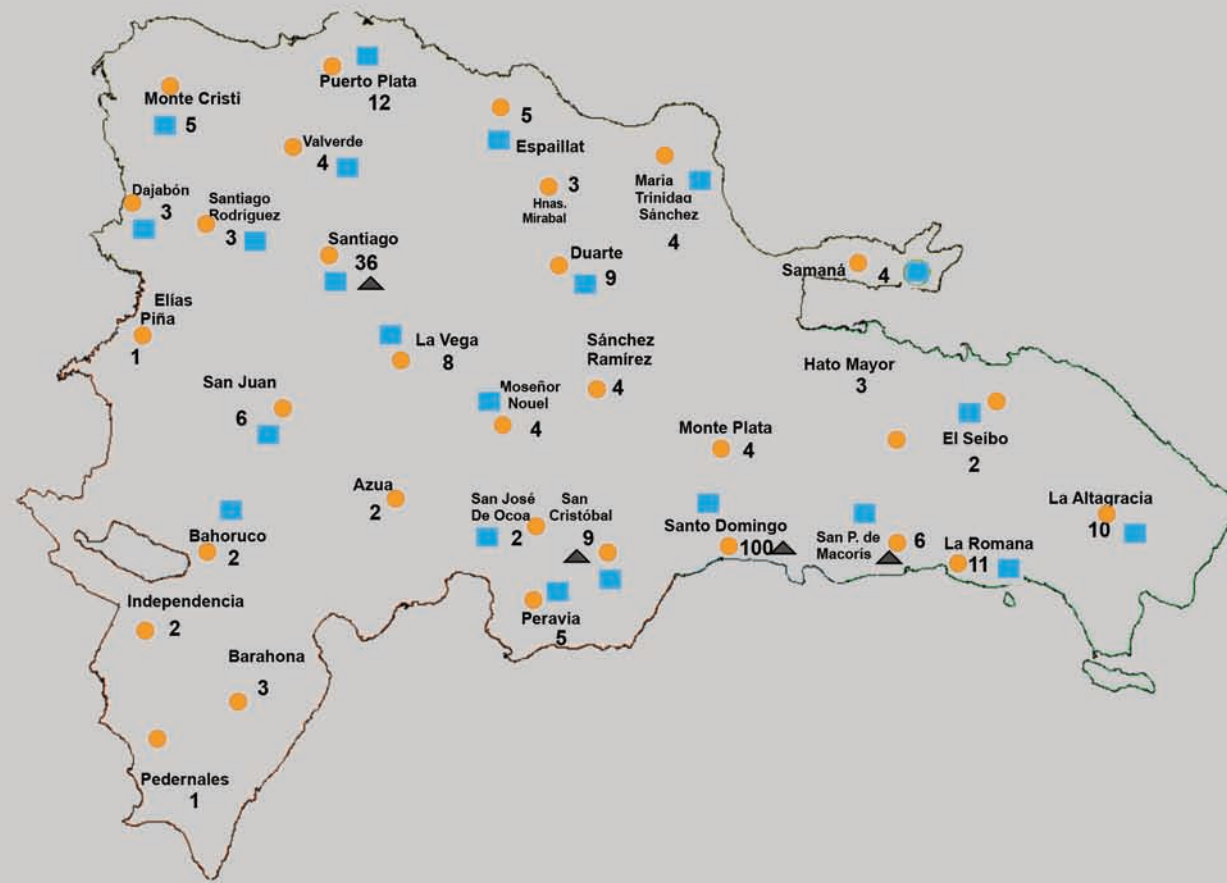 Puerto Plata
12
Monte Cristi
5
5
Espaillat
Valverde
4
Dajabón
3
Santiago
Rodriguez
3
3
Hnas.
Mirabal
Maria
Trinidad
Sánchez
4
Santiago
36
Duarte
9
Samaná 4
Elías
Piña
1
La Vega
8
Sánchez
Ramírez
4
Hato Mayor
3
San Juan
6
Moseñor
Nouel
4
Monte Plata
4
El Seibo
2
Azua
2
San José
De Ocoa
2
San
Cristóbal
9
Santo Domingo
100
San P. de
Macorís
6
La Romana
11
La Altagracia
10
Bahoruco
2
Peravia
5
Independencia
2
Barahona
3
Pedernales
1